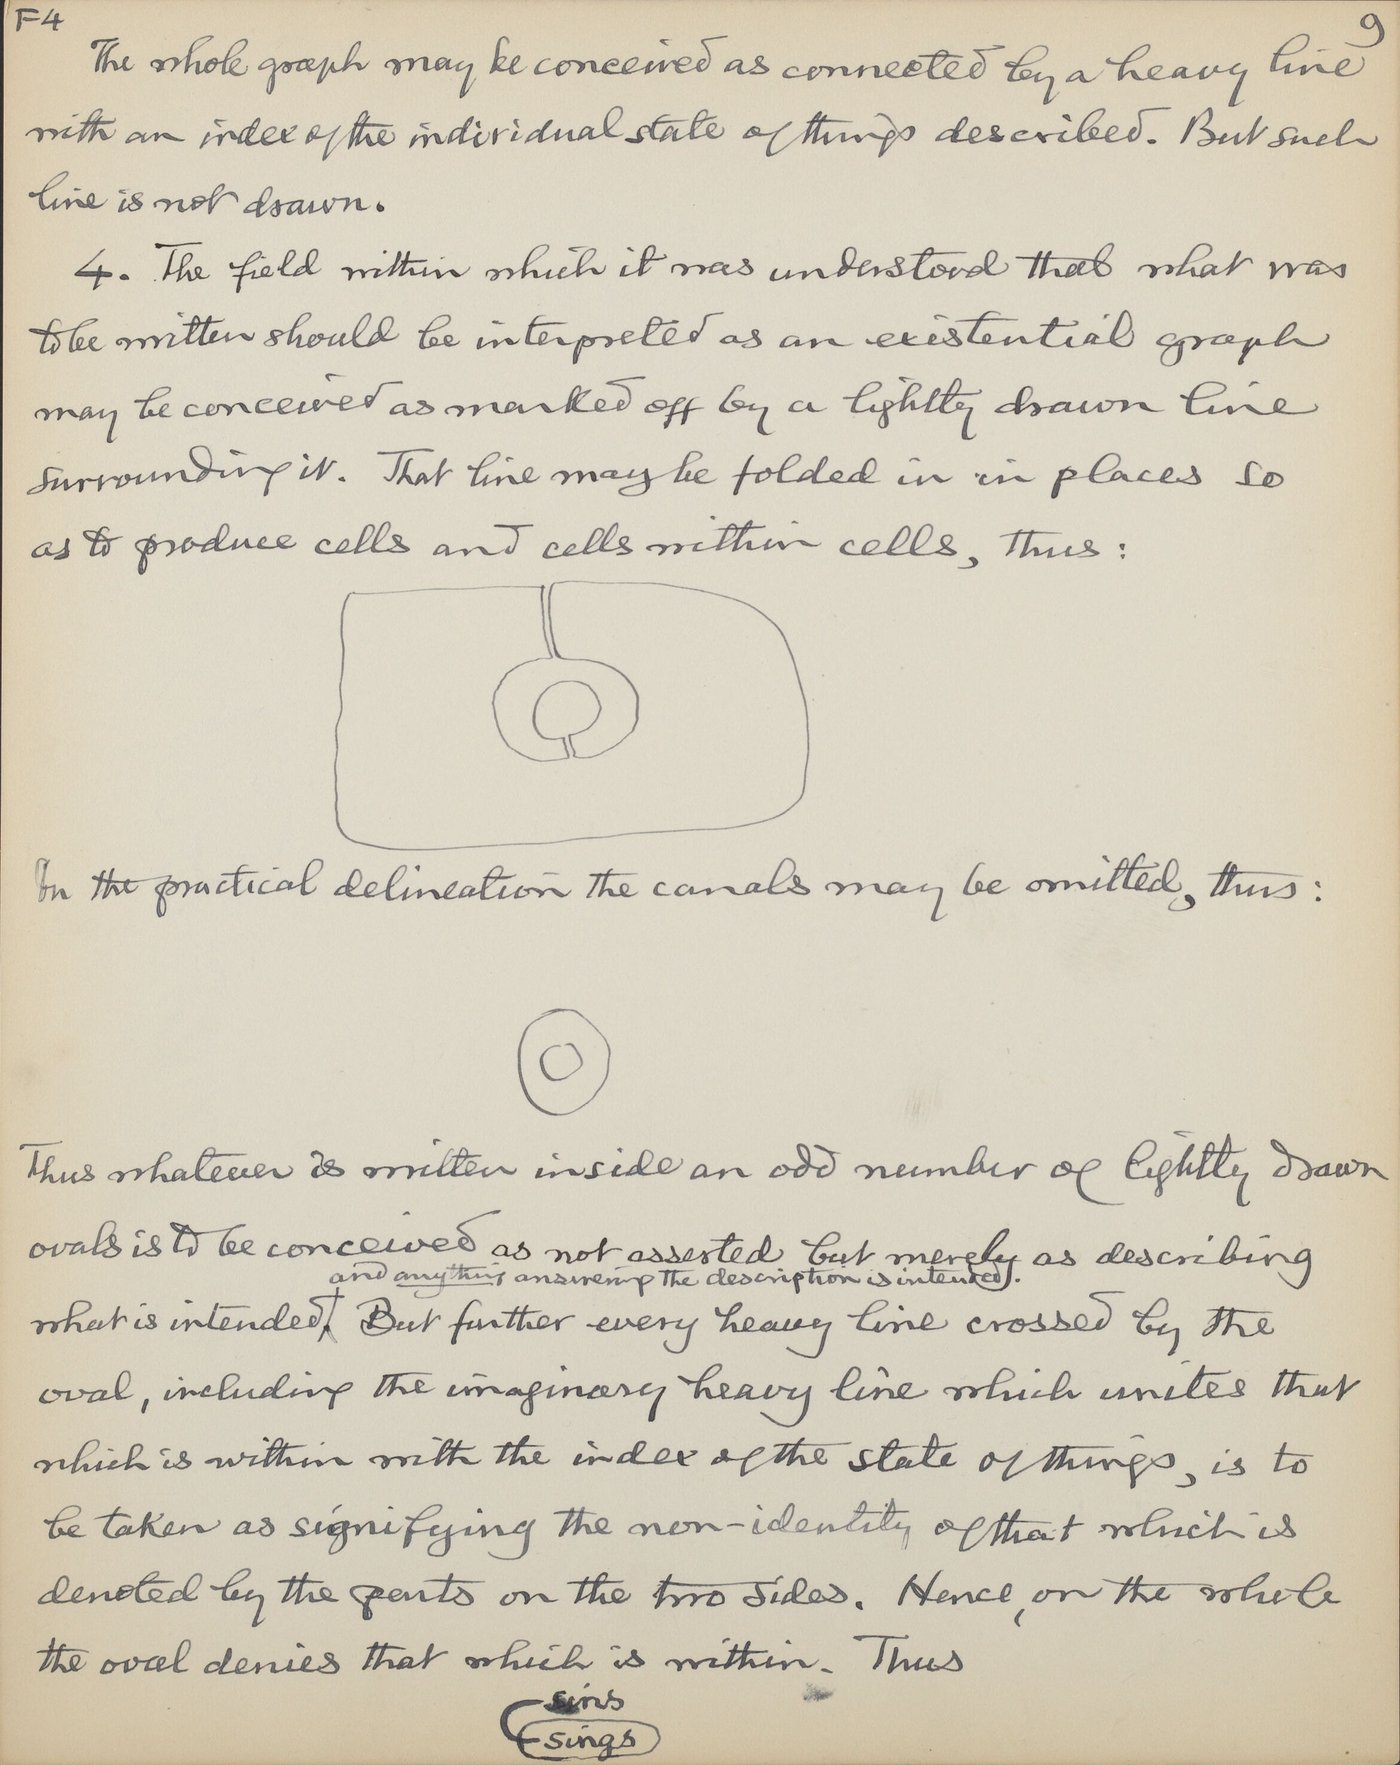 F4
9
The whole graph may be conceived as connected by a heavy line
with an index of the individual state of things described. But such
line is not drawn.
4. The field within which it was understood that what was
to be written should be interpreted as an existential graph
may be conceived as marked off by a lightly drawn line
surrounding it. That line may be folded in in places so
as to produce cells and cells within cells, thus:
In the practical delineation the canals may be omitted, thus:
Thus whatever is written inside an odd number of lightly drawn
ovals is to be conceived as not asserted but merely as describing
and anything answering the description is intended.
what is intended. But further every heavy line crossed by the
oval, including the imaginary heavy line which unites that
which is within with the index of the state of things, is to
be taken as signifying the non-identity of that which is
denoted by the parts on the two sides. Hence, on the whole
the oval denies that which is within. Thus
sins
sings